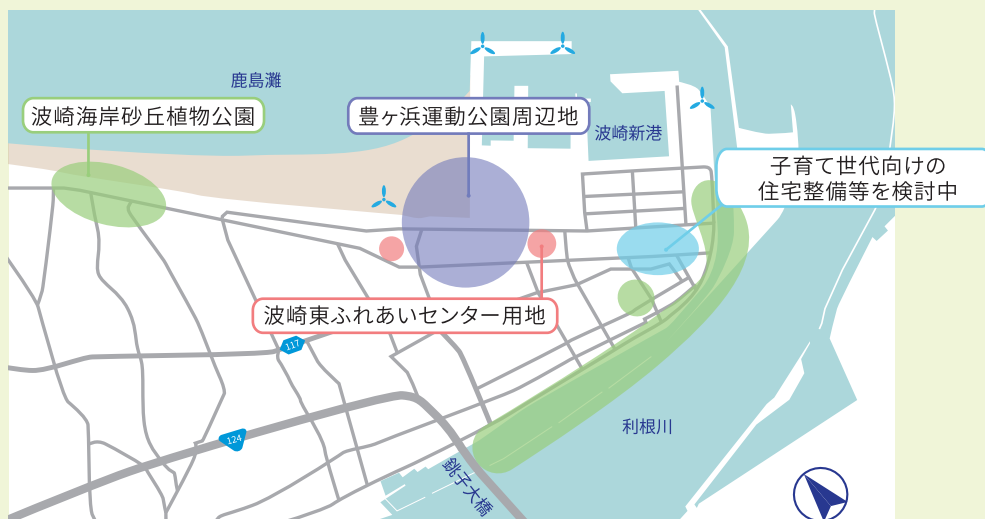 鹿島灘
波崎海岸砂丘植物公園
豊ヶ浜運動公園周辺地
波崎新港
子育て世代向けの
住宅整備等を検討中
波崎東ふれあいセンター用地
117
124
利根川
銚子大橋